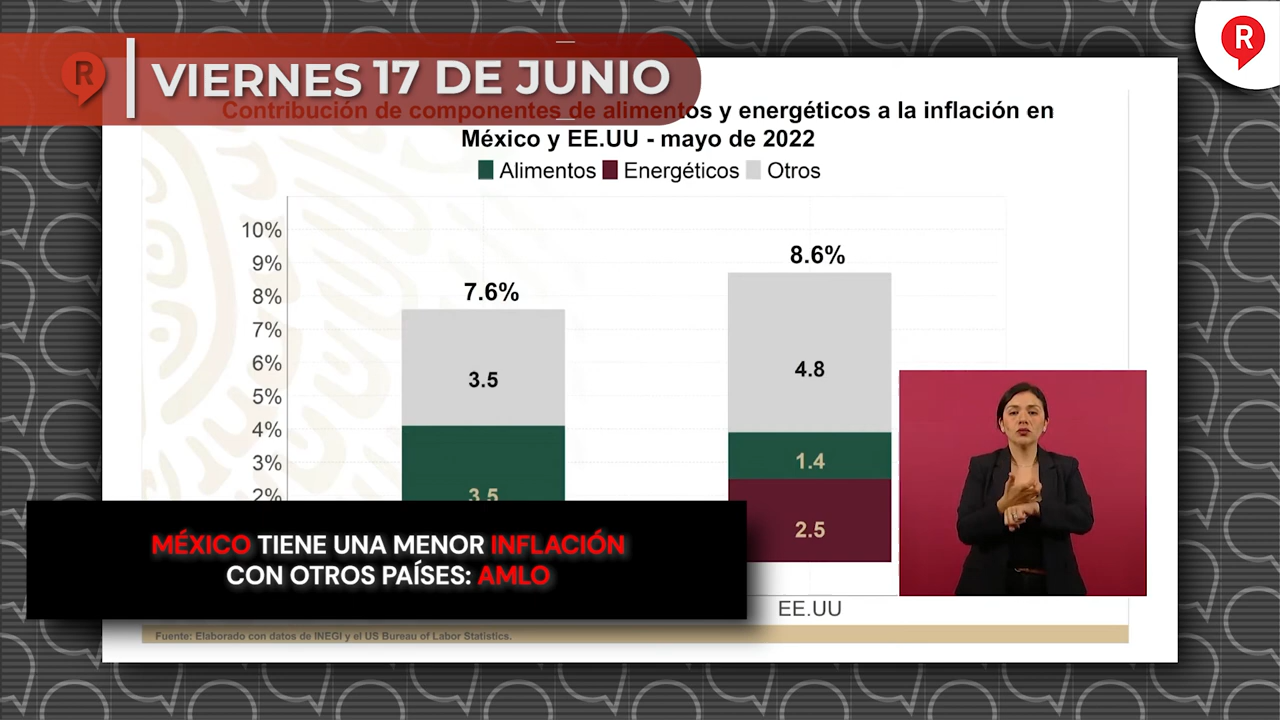 R
R
VIERNES 17 DE JUNIO
Contribución de componentes de alimentos y energéticos a la inflación en
México y EE.UU - mayo de 2022
Alimentos Energéticos Otros
10%
9%
8%
7%
6%
5%
4%
3%
2%
7.6%
3.5
3.5
8.6%
4.8
1.4
2.5
EE.UU
MÉXICO TIENE UNA MENOR INFLACIÓN
CON OTROS PAÍSES: AMLO
Fuente: Elaborado con datos de INEGI y el US Bureau of Labor Statistics.